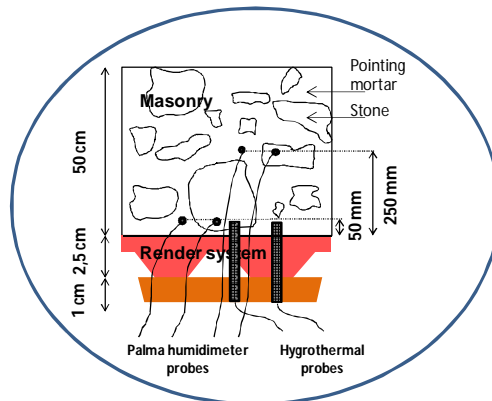 Pointing
mortar
Stone
Masonry
50 cm
2,5 cm
1 cm
50 mm
250 mm
Render system
Palma humidimeter
probes
Hygrothermal
probes